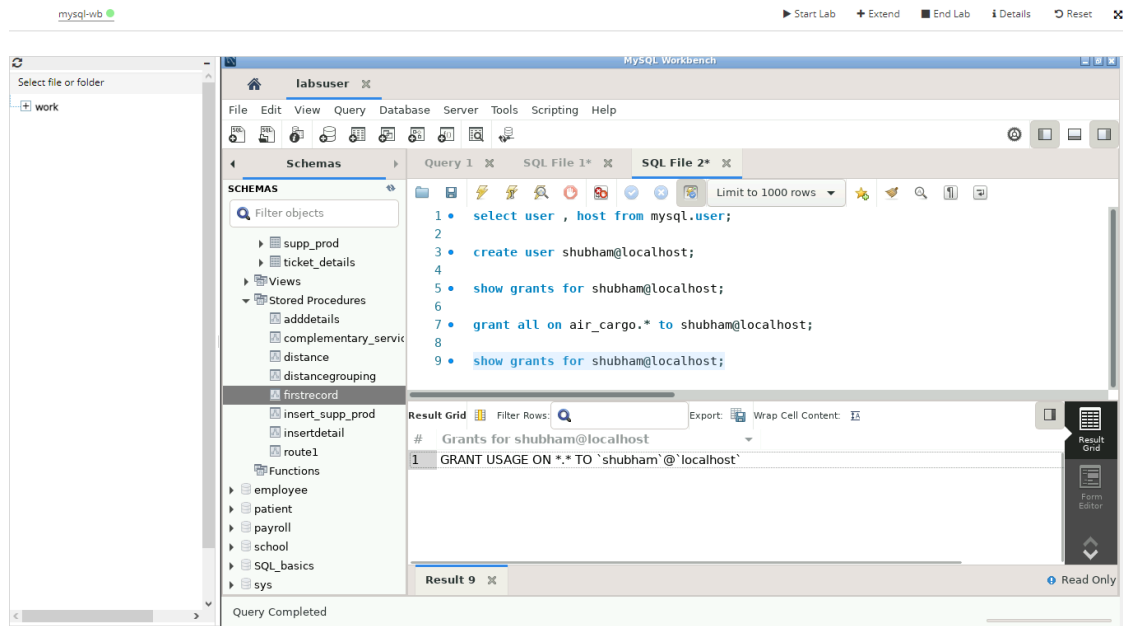 mysql-wb
Start Lab
Extend
End Lab
Details
Reset
Select file or folder
work
MySQL Workbench
labsuser
File Edit View Query Database Server Tools Scripting Help
Schemas
Query 1
SQL File 1*
SQL File 2*
SCHEMAS
Filter objects
supp_prod
ticket_details
Views
Stored Procedures
adddetails
complementary_servic
distance
distancegrouping
firstrecord
insert_supp_prod
insertdetail
route1
Functions
employee
patient
payroll
school
SQL_basics
sys
Limit to 1000 rows
1 select user , host from mysql.user;
2
3 create user shubham@localhost;
4
5 show grants for shubham@localhost;
6
7 grant all on air_cargo.* to shubham@localhost;
8
9 show grants for shubham@localhost;
Result Grid
Filter Rows:
Export:
Wrap Cell Content:
# Grants for shubham@localhost
1 GRANT USAGE ON *.* TO `shubham`@`localhost`
Result
Grid
Form
Editor
Result 9
Read Only
Query Completed